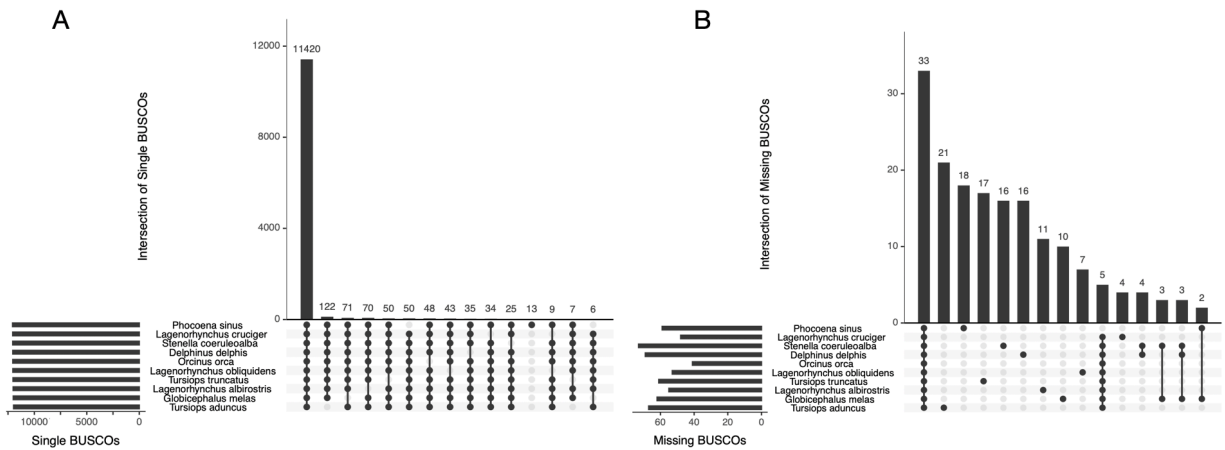 A
B
Intersection of Single BUSCOs
12000
8000
4000
0
11420
122
71
70
50
50
48
43
35
34
25
13
9
7
6
Phocoena sinus
Lagenorhynchus cruciger
Stenella coeruleoalba
Delphinus delphis
Orcinus orca
Lagenorhynchus obliquidens
Tursiops truncatus
Lagenorhynchus albirostris
Globicephalus melas
Tursiops aduncus
10000 5000 0
Single BUSCOs
Intersection of Missing BUSCOs
30
20
10
0
33
21
18
17
16
16
11
10
7
5
4
4
3
3
2
Phocoena sinus
Lagenorhynchus cruciger
Stenella coeruleoalba
Delphinus delphis
Orcinus orca
Lagenorhynchus obliquidens
Tursiops truncatus
Lagenorhynchus albirostris
Globicephalus melas
Tursiops aduncus
60 40 20 0
Missing BUSCOs